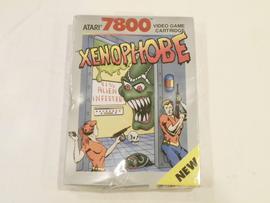 ATARI 7800 VIDEO GAME
CARTRIDGE
XENOPHOBE
ALIEN
INFESTED
NEW